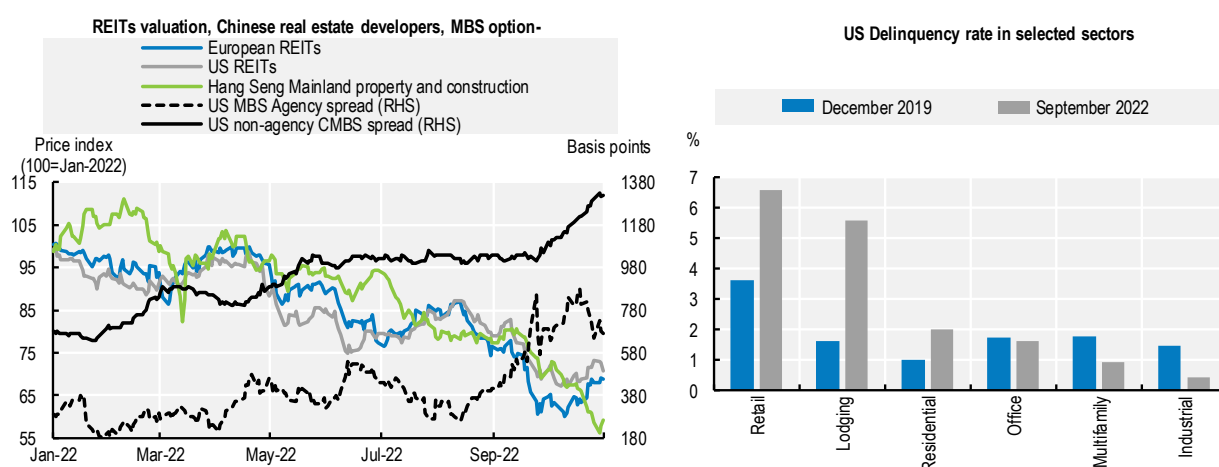 REITs valuation, Chinese real estate developers, MBS option-
European REITs
US REITs
Hang Seng Mainland property and construction
US MBS Agency spread (RHS)
US non-agency CMBS spread (RHS)
Price index
(100=Jan-2022)
Basis points
115
105
95
85
75
65
55
1380
1180
980
780
580
380
180
Jan-22
Mar-22
May-22
Jul-22
Sep-22
US Delinquency rate in selected sectors
December 2019
September 2022
%
7
6
5
4
3
2
1
0
Retail
Lodging
Residential
Office
Multifamily
Industrial